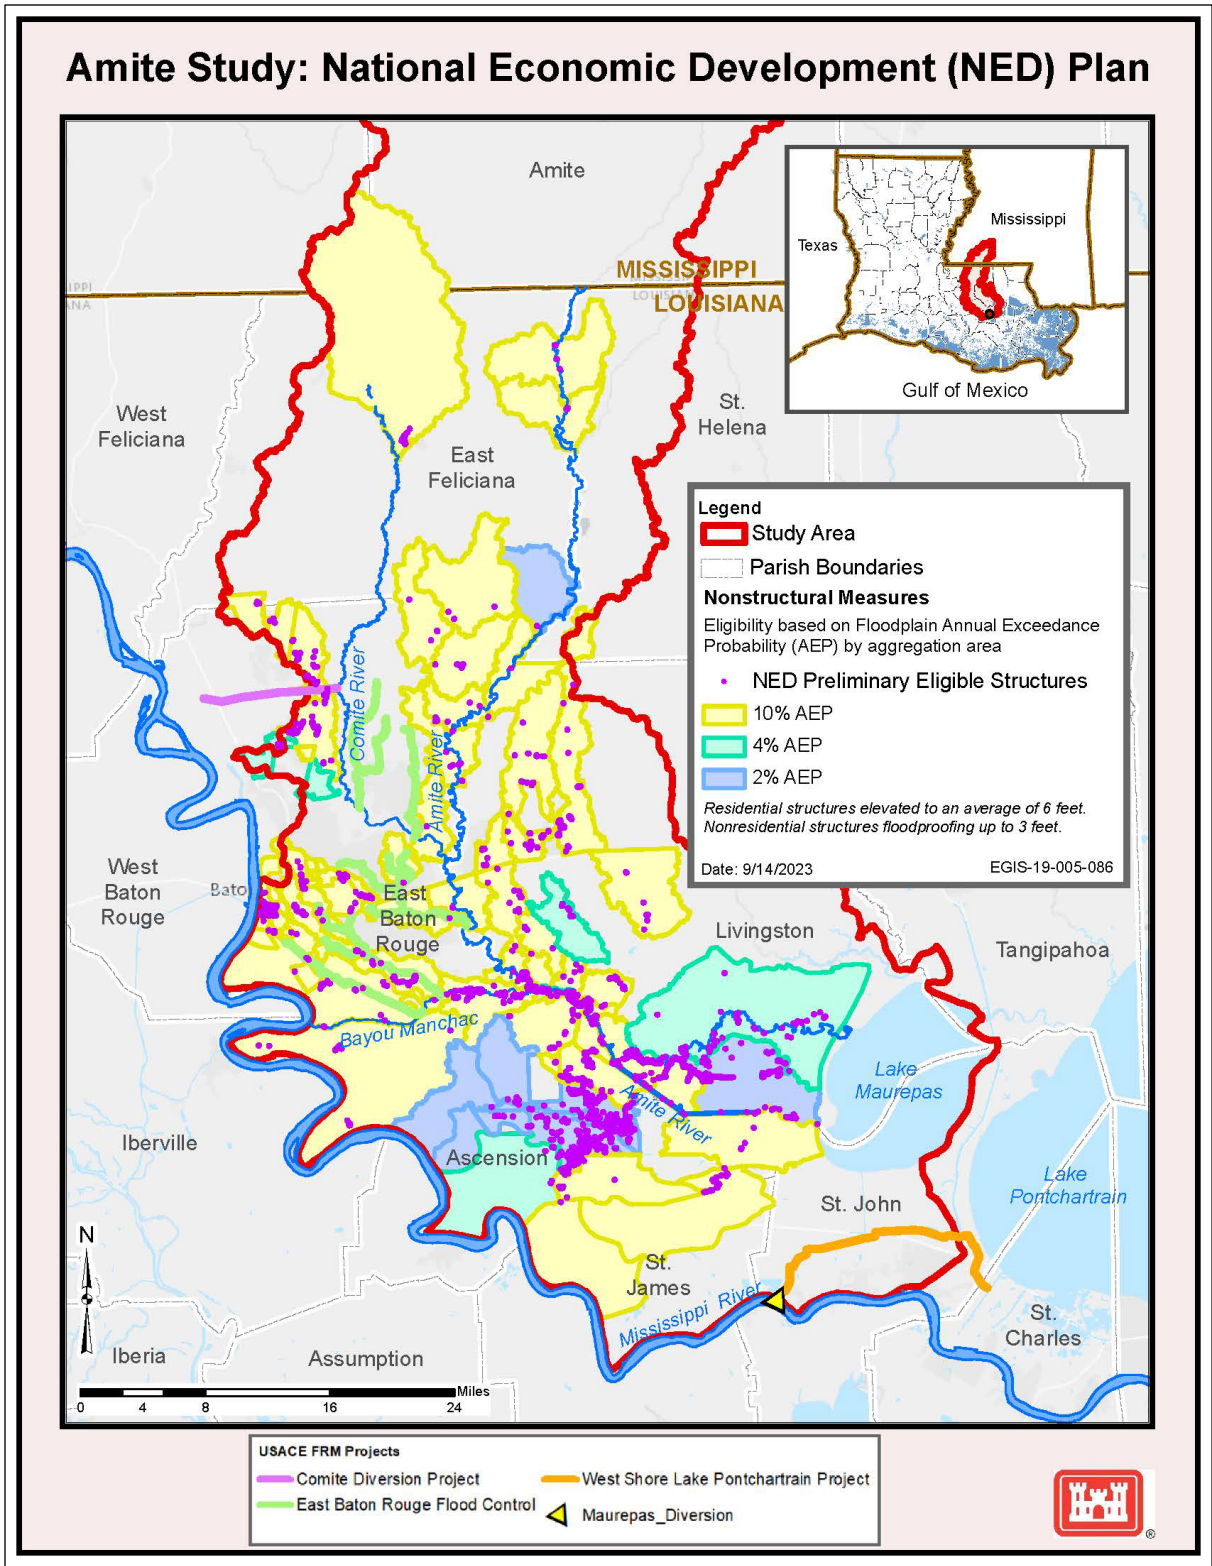 Amite Study: National Economic Development (NED) Plan
Amite
Texas
Mississippi
Gulf of Mexico
MISSISSIPPI
LOUISIANA
West
Feliciana
East
Feliciana
St.
Helena
Legend
Study Area
Parish Boundaries
Nonstructural Measures
Eligibility based on Floodplain Annual Exceedance
Probability (AEP) by aggregation area
NED Preliminary Eligible Structures
10% AEP
4% AEP
2% AEP
Residential structures elevated to an average of 6 feet.
Nonresidential structures floodproofing up to 3 feet.
Date: 9/14/2023
EGIS-19-005-086
Comite River
Amite River
West
Baton
Rouge
Bato
East
Baton
Rouge
Livingston
Tangipahoa
Bayou Manchac
Lake
Maurepas
Amite River
Iberville
Ascension
Lake
Pontchartrain
St. John
St.
James
Mississippi River
St.
Charles
N
Iberia
Assumption
Miles
0 4 8 16 24
USACE FRM Projects
Comite Diversion Project
West Shore Lake Pontchartrain Project
East Baton Rouge Flood Control
Maurepas_Diversion
®